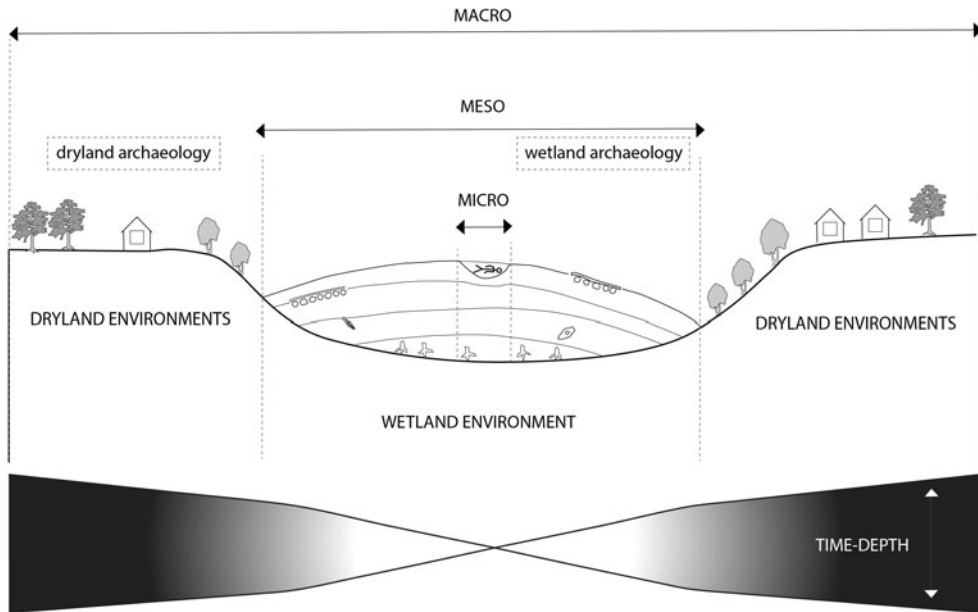 MACRO
MESO
dryland archaeology
wetland archaeology
MICRO
DRYLAND ENVIRONMENTS
DRYLAND ENVIRONMENTS
WETLAND ENVIRONMENT
TIME-DEPTH